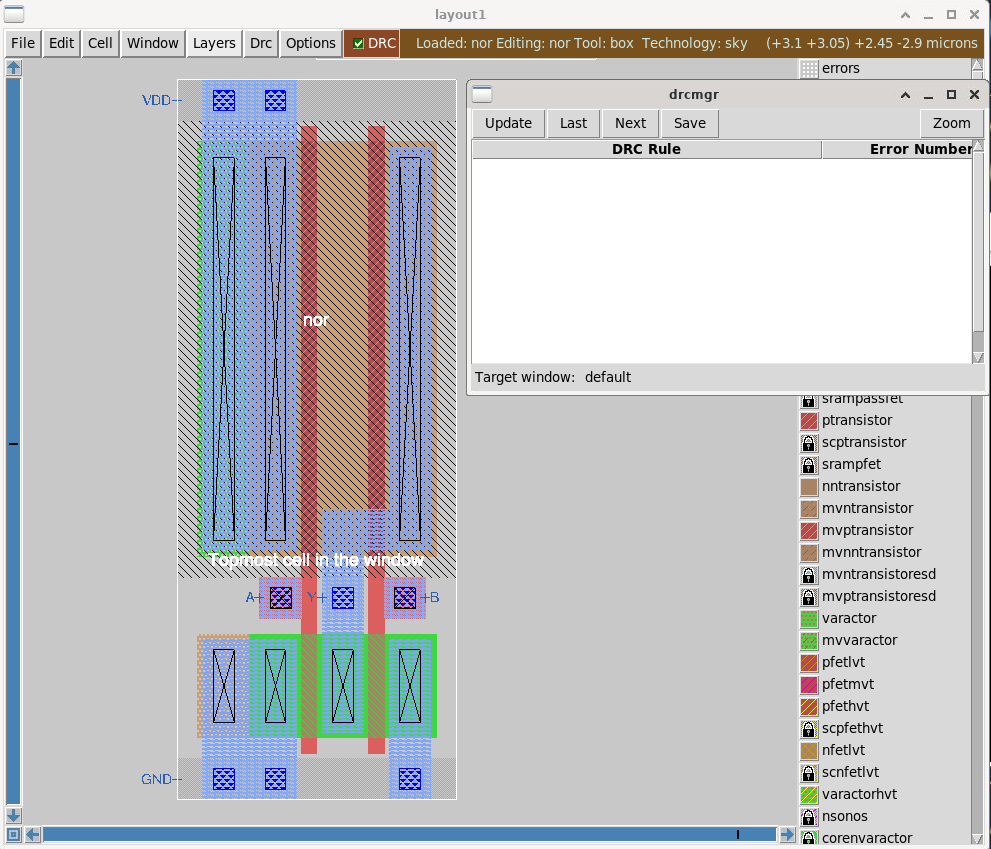 layout1
File Edit Cell Window Layers Drc Options DRC Loaded: nor Editing: nor Tool: box Technology: sky (+3.1 +3.05) +2.45 -2.9 microns
errors
drcmgr
Update Last Next Save Zoom
DRC Rule Error Number
Target window: default
VDD
nor
Topmost cell in the window
A Y B
GND
srampassfet
ptransistor
scptransistor
srampfet
nntransistor
mvntransistor
mvptransistor
mvnntransistor
mvntransistoresd
mvptransistoresd
varactor
mvvaractor
pfetlvt
pfetmvt
pfethvt
scpfethvt
nfetlvt
scnfetlvt
varactorhvt
nsonos
corenvaractor